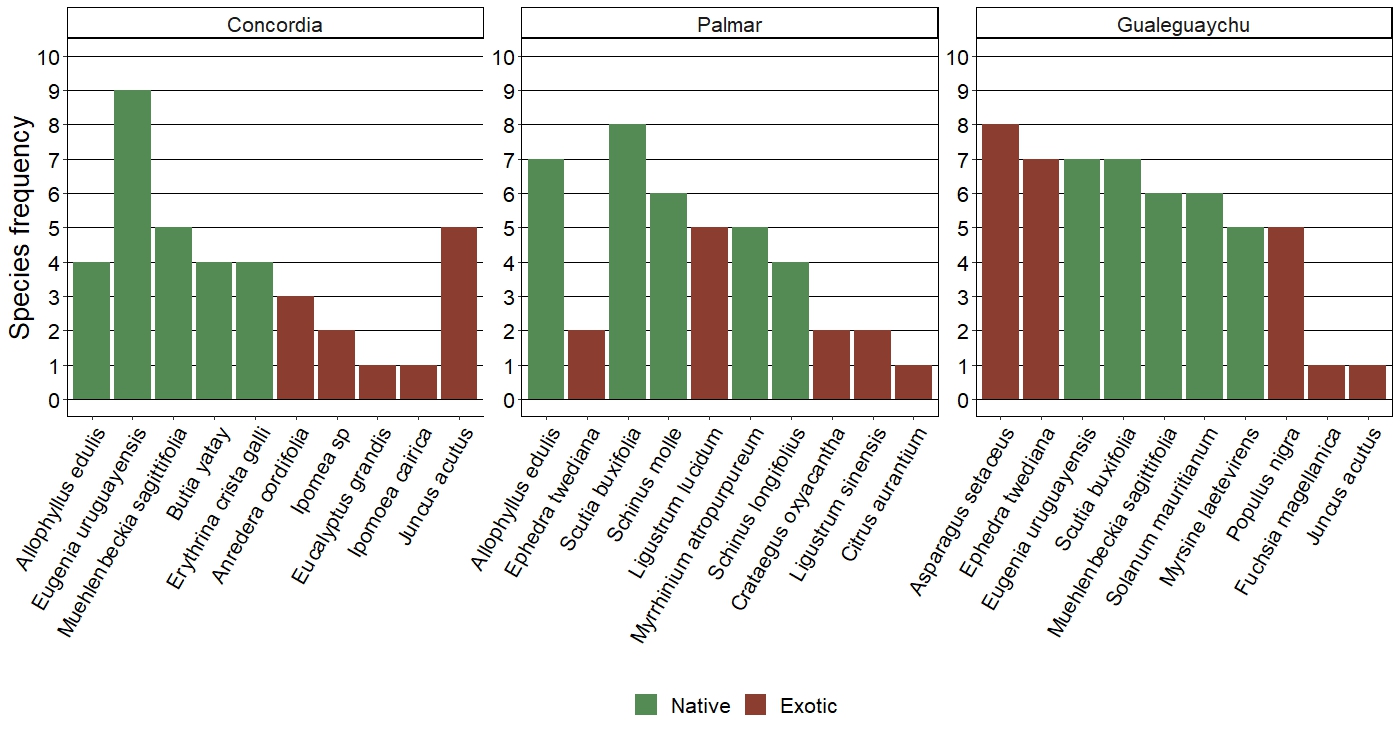 Concordia
Palmar
Gualeguaychu
Species frequency
10
9
8
7
6
5
4
3
2
1
0
10
9
8
7
6
5
4
3
2
1
0
10
9
8
7
6
5
4
3
2
1
0
Allophyllus edulis
Eugenia uruguayensis
Muehlenbeckia sagittifolia
Butia yatay
Erythrina crista galli
Anredera cordifolia
Ipomea sp
Eucalyptus grandis
Ipomoea cairica
Juncus acutus
Allophyllus edulis
Ephedra twediana
Scutia buxifolia
Schinus molle
Ligustrum lucidum
Myrrhinium atropurpureum
Schinus longifolius
Crataegus oxyacantha
Ligustrum sinensis
Citrus aurantium
Asparagus setaceus
Ephedra twediana
Eugenia uruguayensis
Scutia buxifolia
Muehlenbeckia sagittifolia
Solanum mauritianum
Myrsine laetevirens
Populus nigra
Fuchsia magellanica
Juncus acutus
Native
Exotic